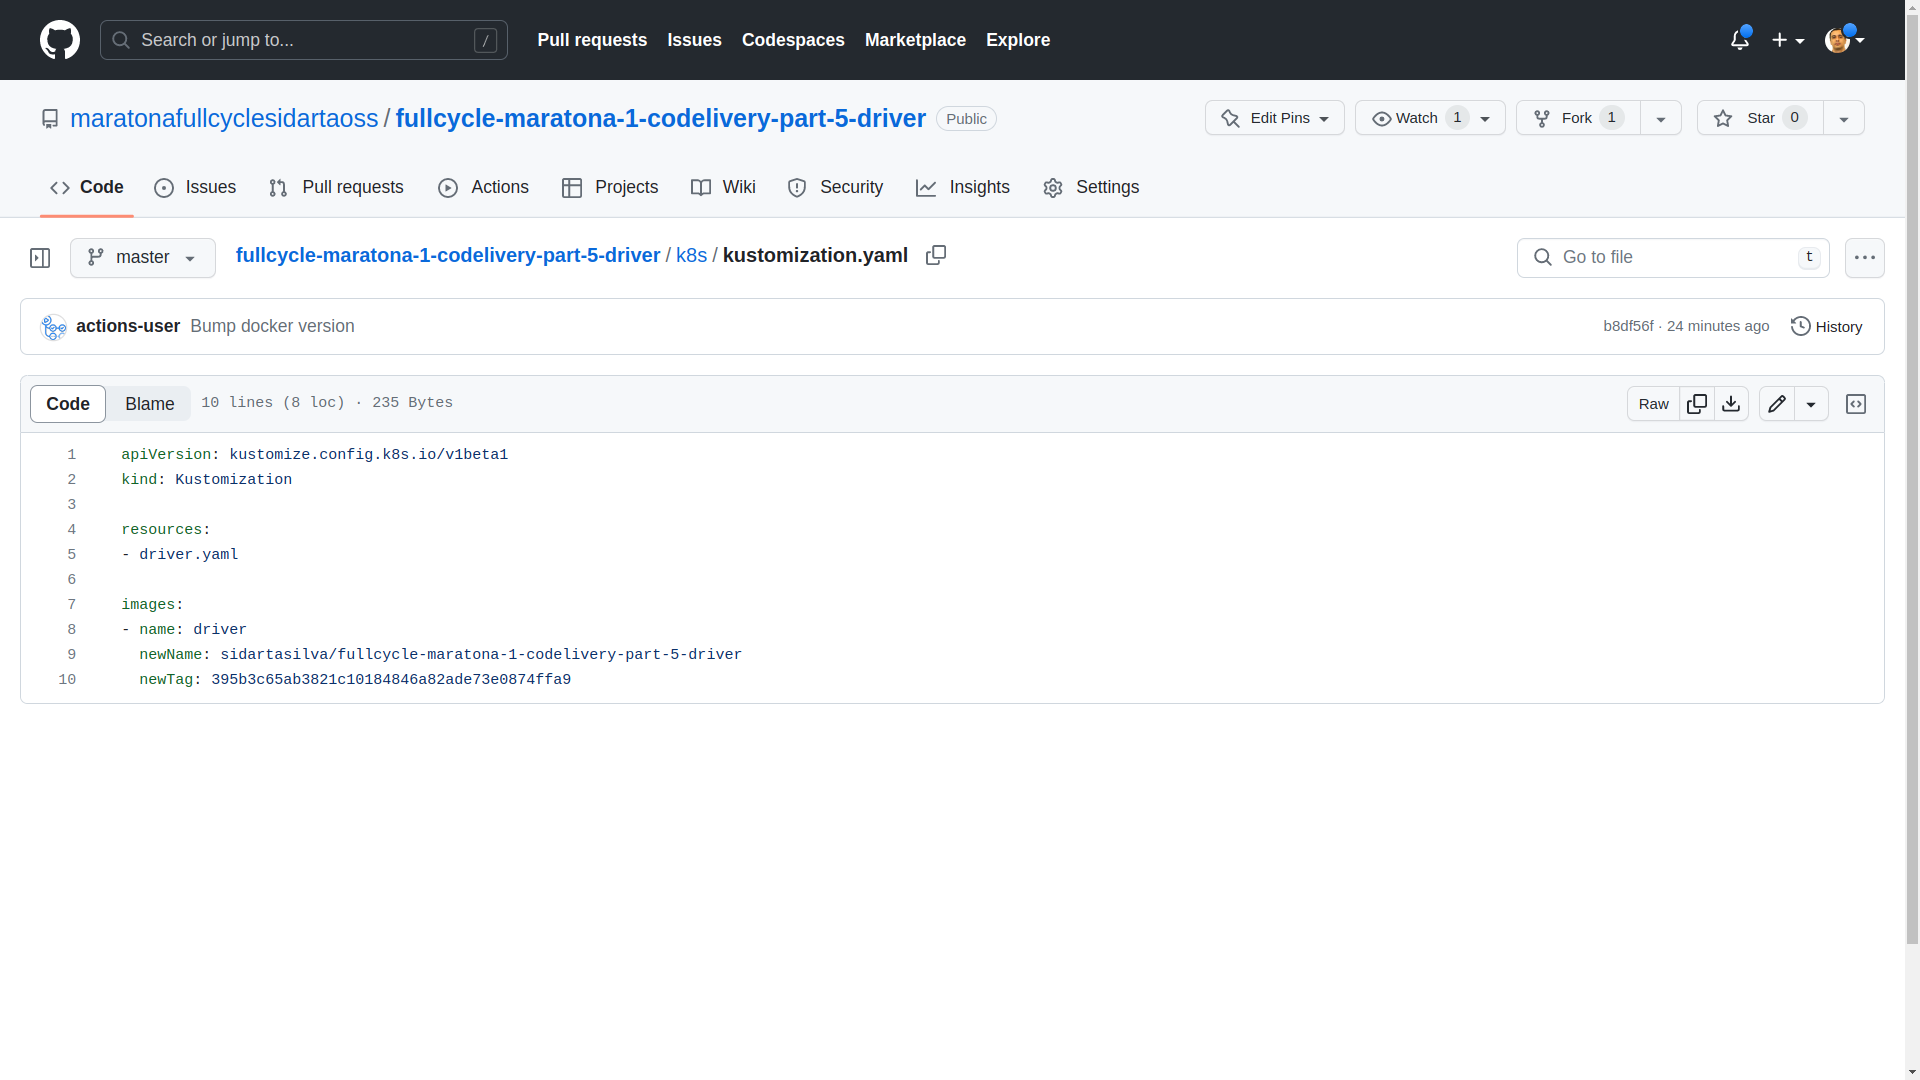 Search or jump to... /
Pull requests Issues Codespaces Marketplace Explore
maratonafullcyclesidartaoss / fullcycle-maratona-1-codelivery-part-5-driver Public
Edit Pins Watch 1 Fork 1 Star 0
Code Issues Pull requests Actions Projects Wiki Security Insights Settings
master fullcycle-maratona-1-codelivery-part-5-driver / k8s / kustomization.yaml Go to file t
actions-user Bump docker version b8df56f · 24 minutes ago History
Code Blame 10 lines (8 loc) · 235 Bytes Raw
1 apiVersion: kustomize.config.k8s.io/v1beta1
2 kind: Kustomization
3
4 resources:
5 - driver.yaml
6
7 images:
8 - name: driver
9   newName: sidartasilva/fullcycle-maratona-1-codelivery-part-5-driver
10   newTag: 395b3c65ab3821c10184846a82ade73e0874ffa9